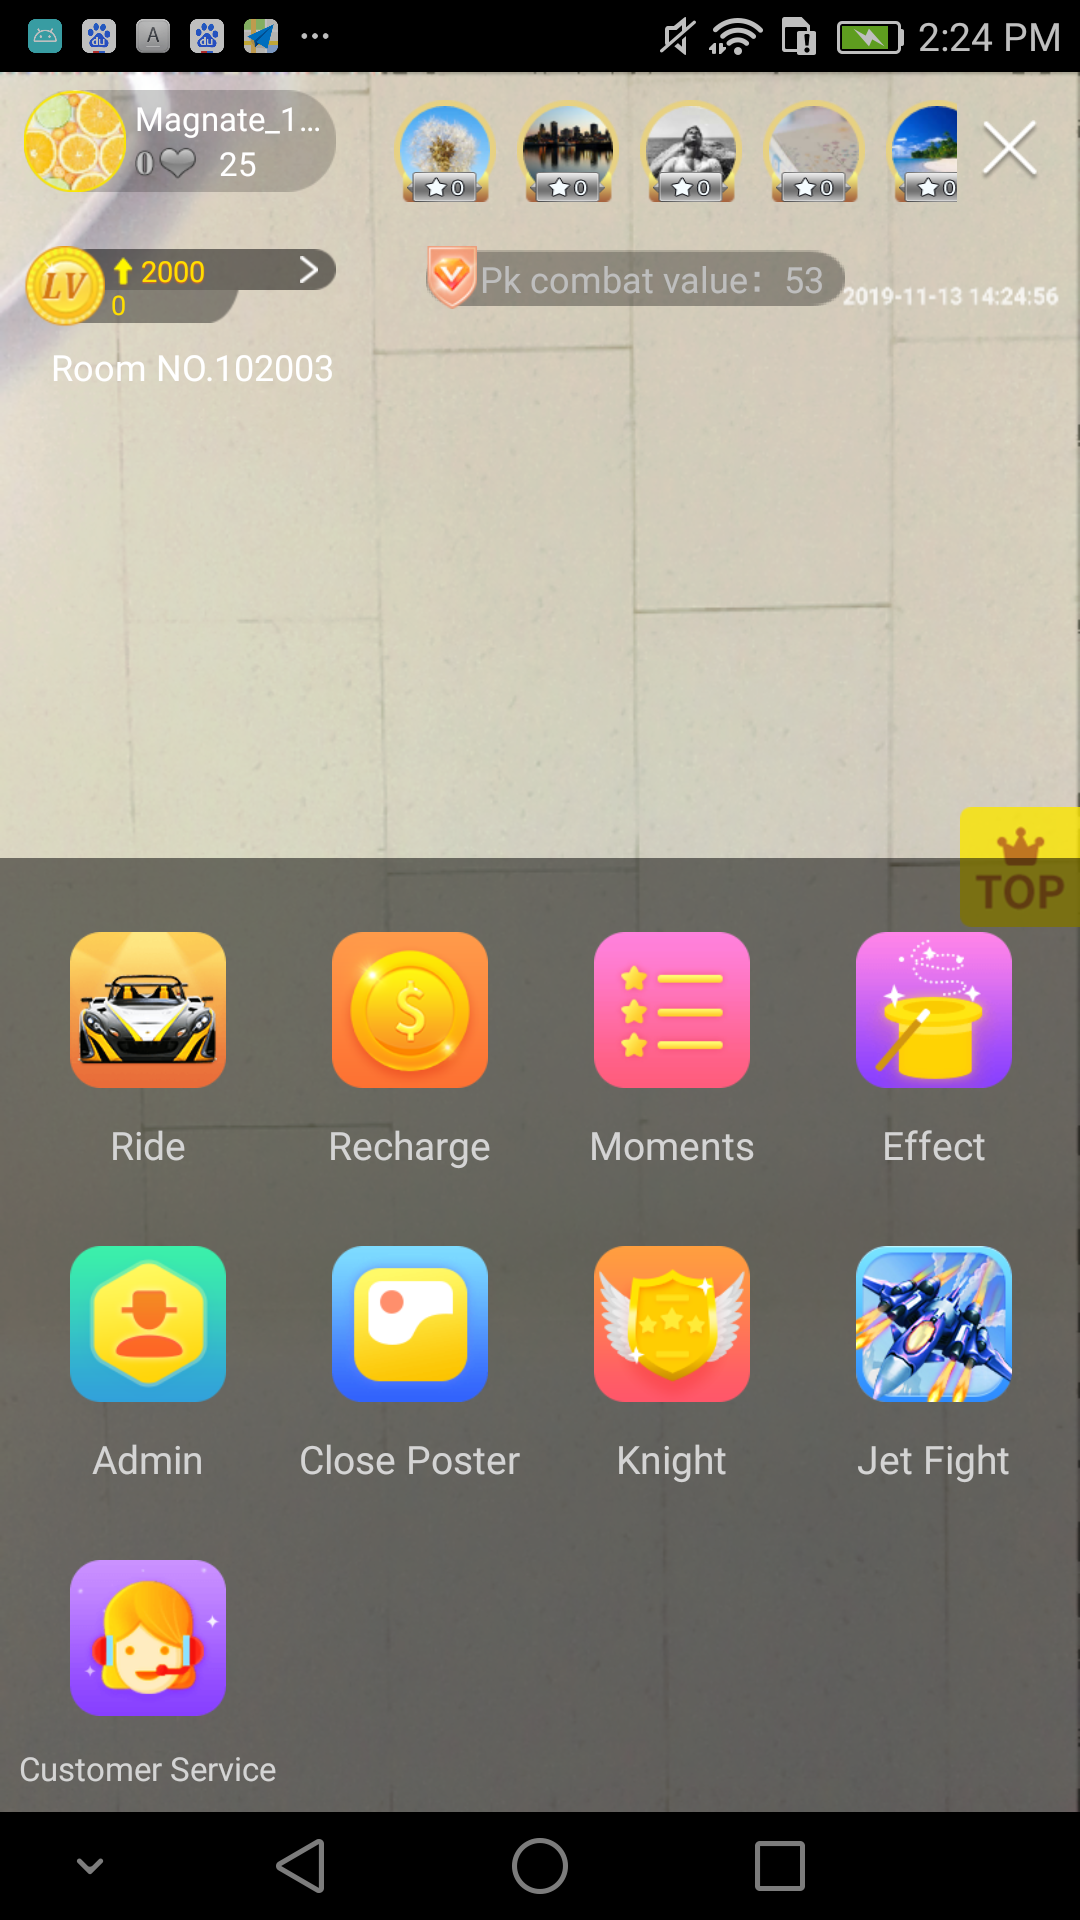 2:24 PM
Magnate_1...
0 25
0
0
0
0
0
LV 2000
0
Pk combat value： 53
2019-11-13 14:24:56
Room NO.102003
TOP
Ride
Recharge
Moments
Effect
Admin
Close Poster
Knight
Jet Fight
Customer Service